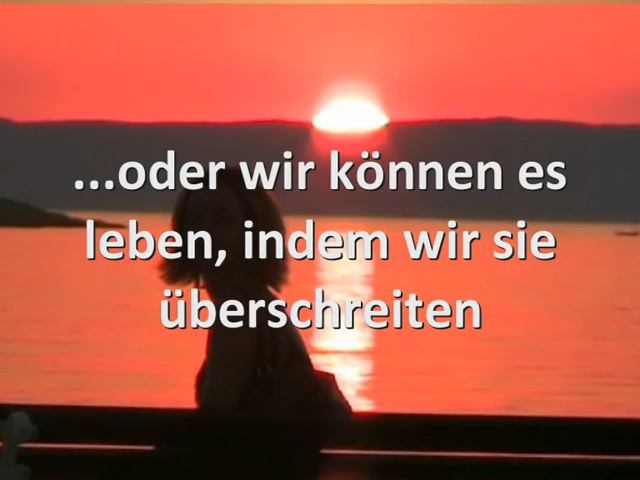 ...oder wir können es
leben, indem wir sie
überschreiten